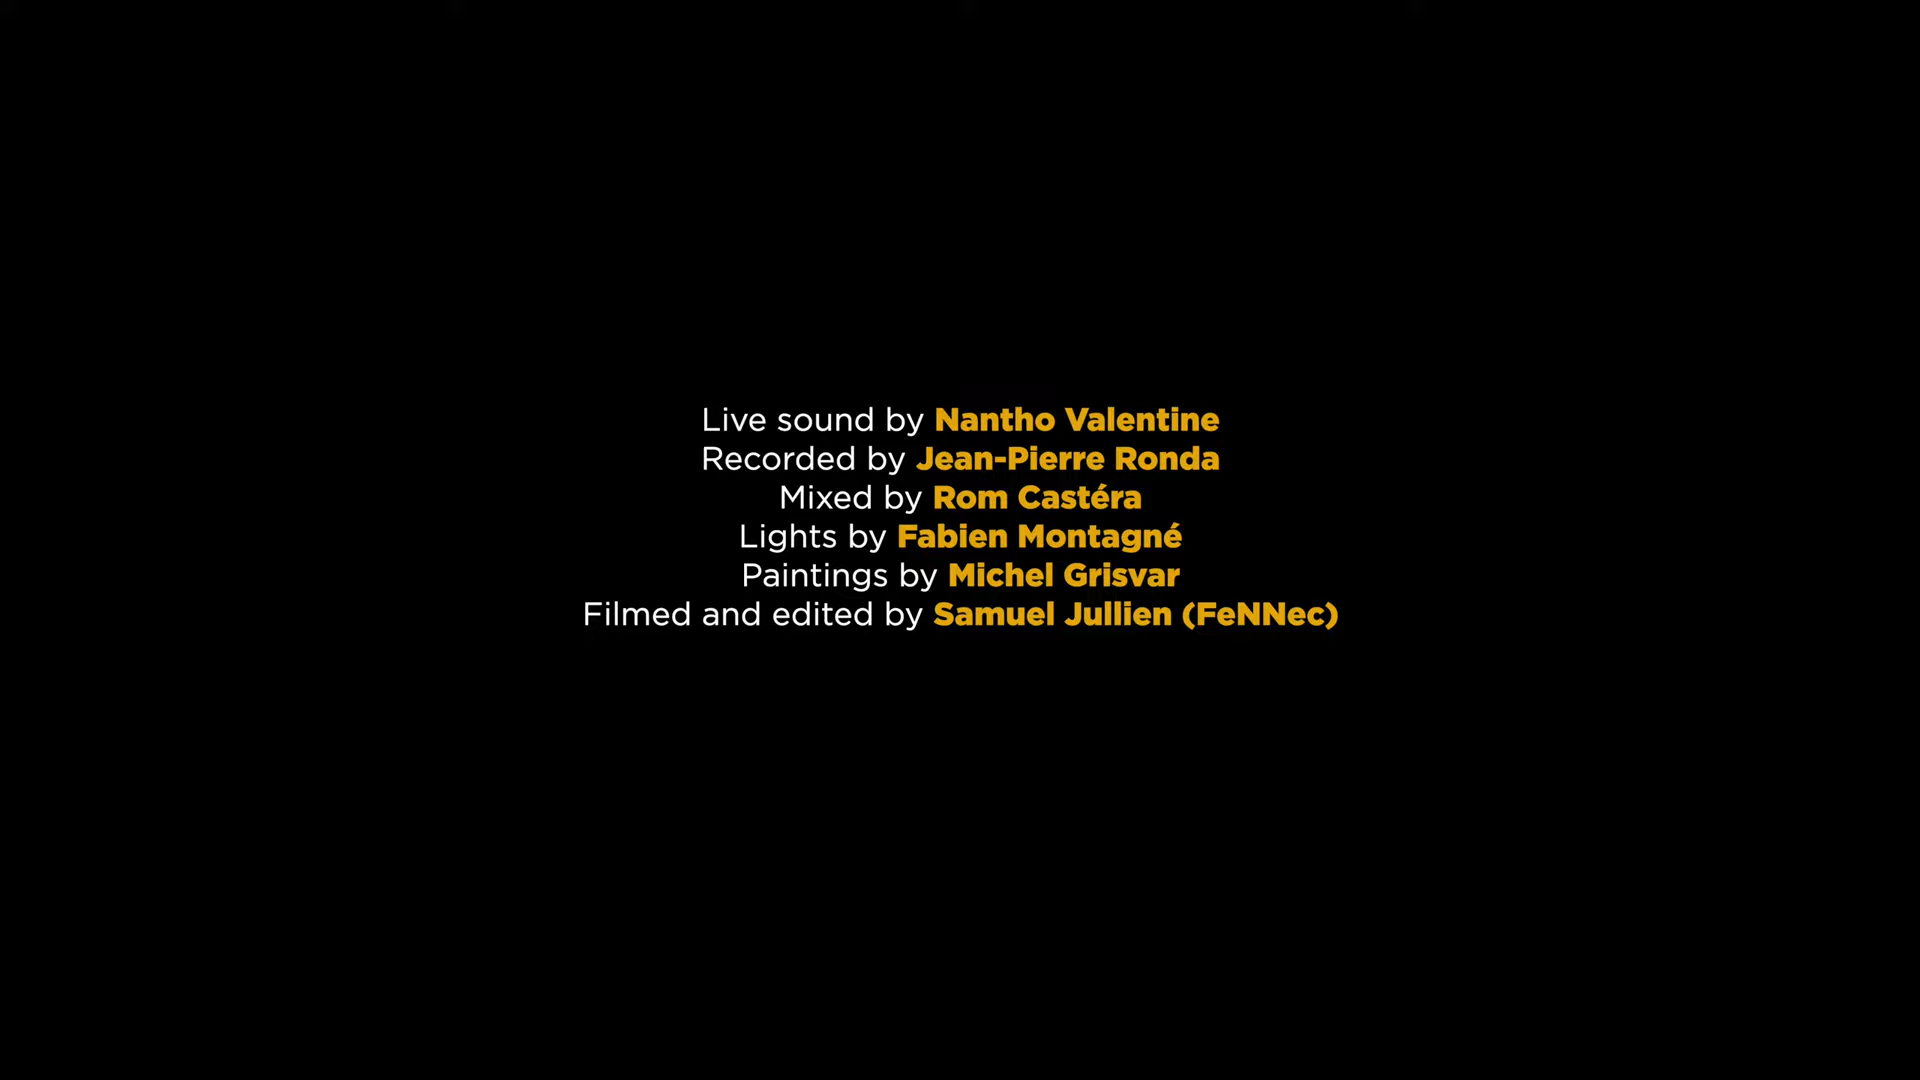 Live sound by Nantho Valentine
Recorded by Jean-Pierre Ronda
Mixed by Rom Castéra
Lights by Fabien Montagné
Paintings by Michel Grisvar
Filmed and edited by Samuel Jullien (FeNNec)